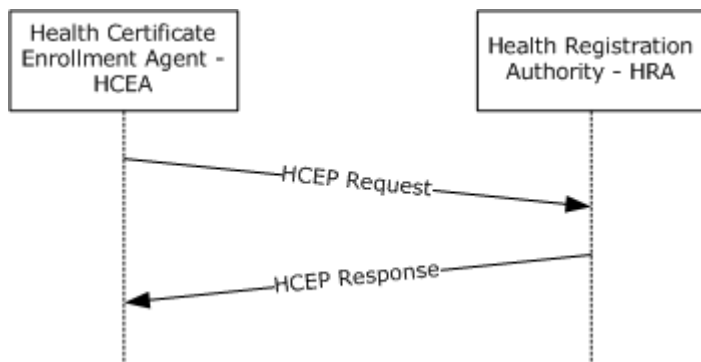 Health Certificate
Enrollment Agent -
HCEA
Health Registration
Authority - HRA
HCEP Request
HCEP Response